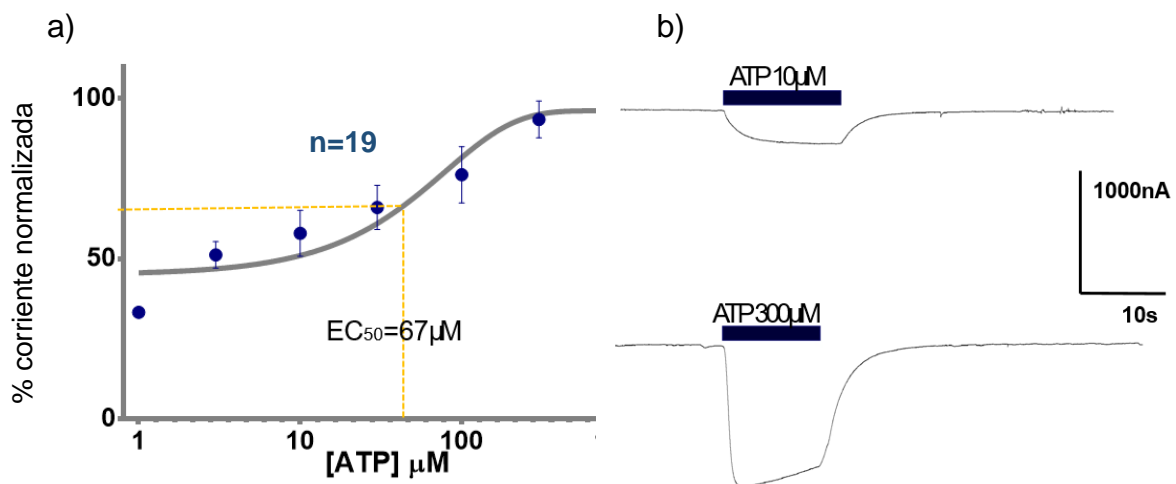 a)
% corriente normalizada
100
50
0
n=19
EC₅₀=67µM
1
10
100
[ATP] µM
b)
ATP10µM
1000nA
10s
ATP300µM